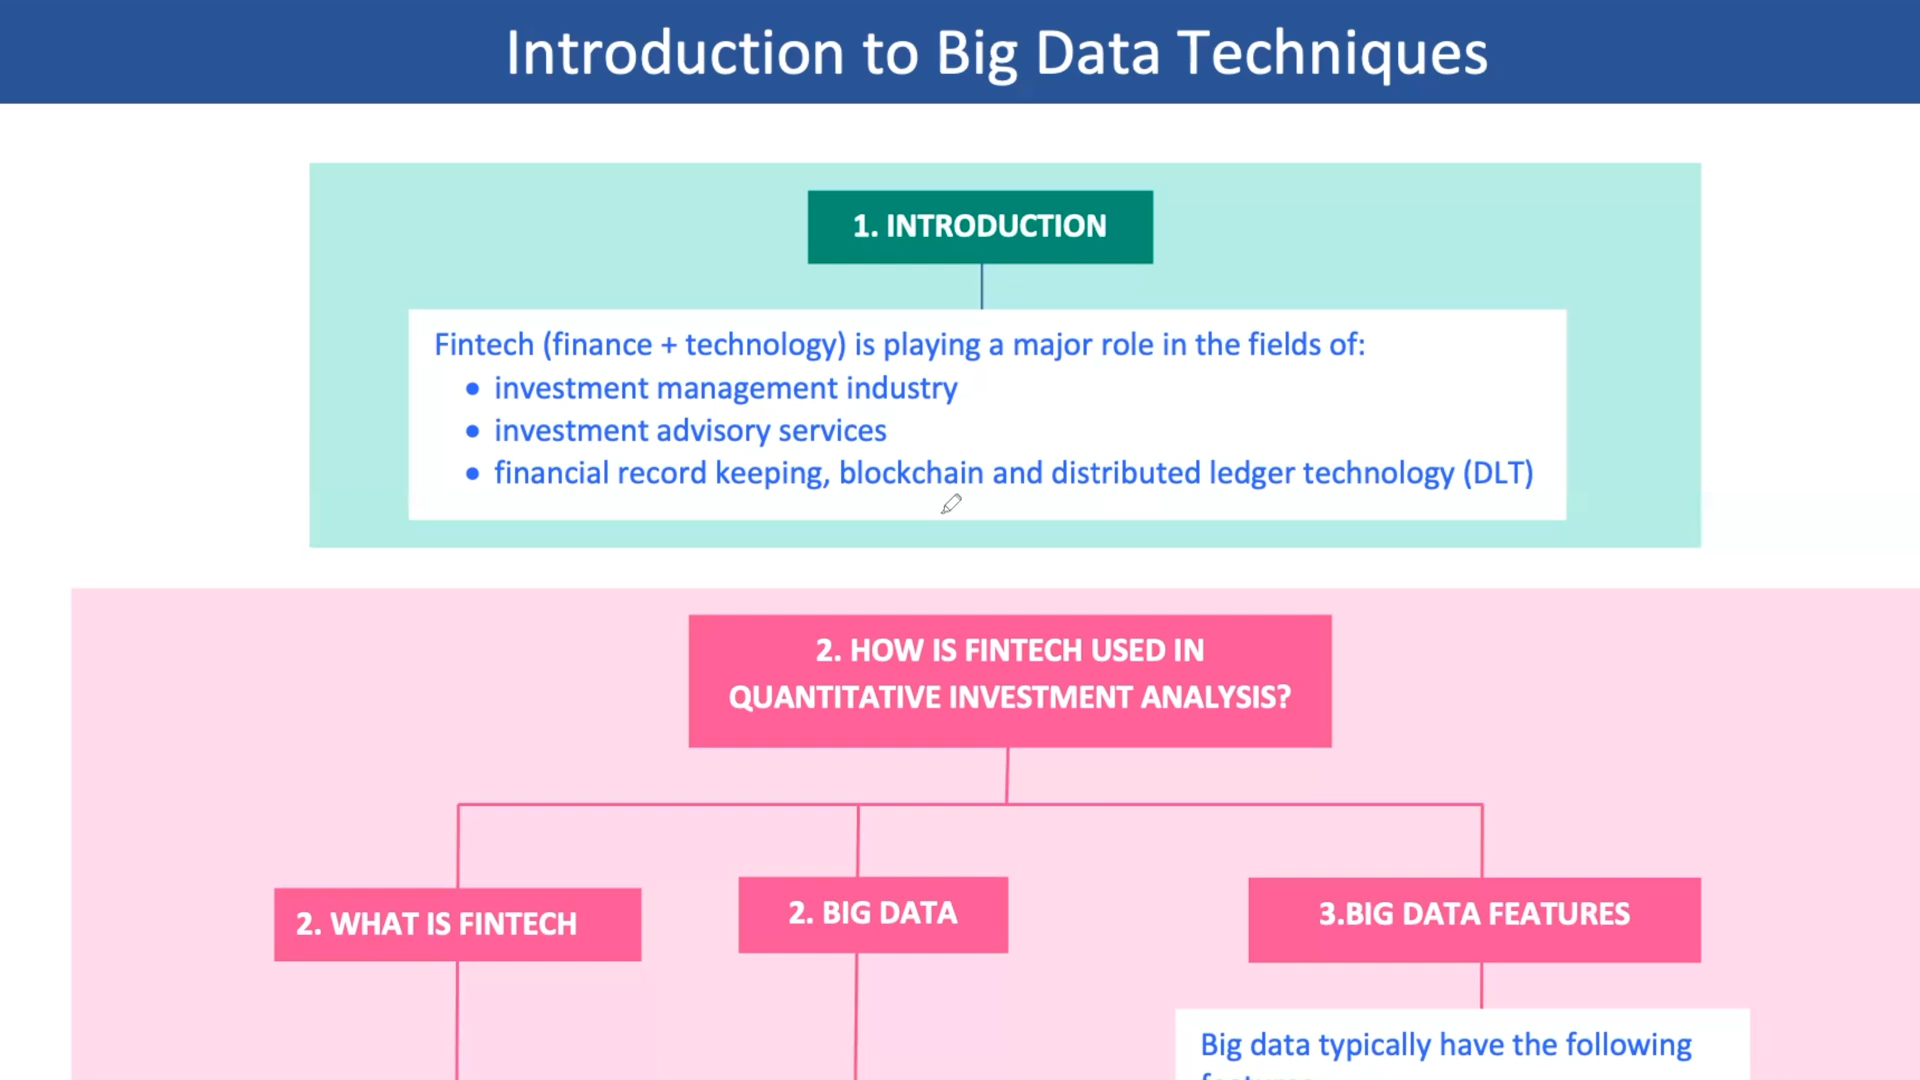 Introduction to Big Data Techniques
1. INTRODUCTION
Fintech (finance + technology) is playing a major role in the fields of:
• investment management industry
• investment advisory services
• financial record keeping, blockchain and distributed ledger technology (DLT)
2. HOW IS FINTECH USED IN
QUANTITATIVE INVESTMENT ANALYSIS?
2. WHAT IS FINTECH
2. BIG DATA
3.BIG DATA FEATURES
Big data typically have the following